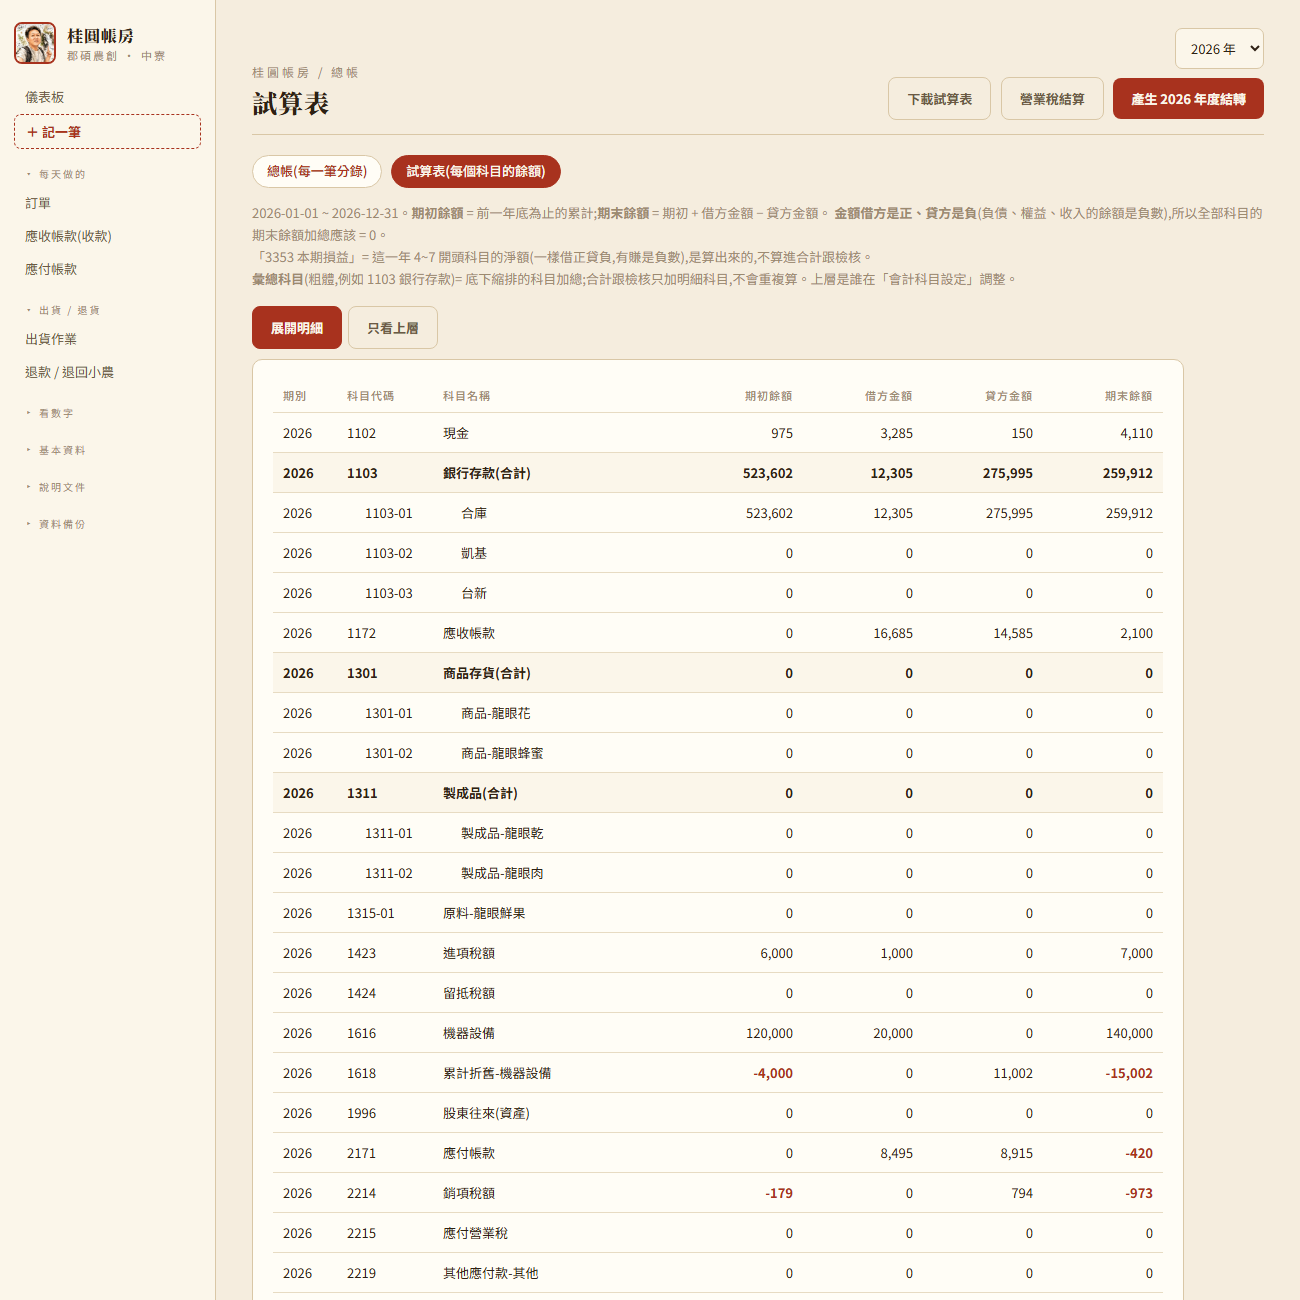 桂圓帳房
郡碩農創 · 中寮
儀表板
＋ 記一筆
每天做的
訂單
應收帳款(收款)
應付帳款
出貨 / 退貨
出貨作業
退款 / 退回小農
看數字
基本資料
說明文件
資料備份
2026 年
桂圓帳房 / 總帳
試算表
下載試算表 營業稅結算 產生 2026 年度結轉
總帳(每一筆分錄) 試算表(每個科目的餘額)
2026-01-01 ~ 2026-12-31。期初餘額 = 前一年底為止的累計;期末餘額 = 期初 + 借方金額 − 貸方金額。 金額借方是正、貸方是負(負債、權益、收入的餘額是負數),所以全部科目的
期末餘額加總應該 = 0。
「3353 本期損益」= 這一年 4~7 開頭科目的淨額(一樣借正貸負,有賺是負數),是算出來的,不算進合計跟檢核。
彙總科目(粗體,例如 1103 銀行存款)= 底下縮排的科目加總;合計跟檢核只加明細科目,不會重複算。上層是誰在「會計科目設定」調整。
展開明細 只看上層
期別 科目代碼 科目名稱 期初餘額 借方金額 貸方金額 期末餘額
2026 1102 現金 975 3,285 150 4,110
2026 1103 銀行存款(合計) 523,602 12,305 275,995 259,912
2026 1103-01 合庫 523,602 12,305 275,995 259,912
2026 1103-02 凱基 0 0 0 0
2026 1103-03 台新 0 0 0 0
2026 1172 應收帳款 0 16,685 14,585 2,100
2026 1301 商品存貨(合計) 0 0 0 0
2026 1301-01 商品-龍眼花 0 0 0 0
2026 1301-02 商品-龍眼蜂蜜 0 0 0 0
2026 1311 製成品(合計) 0 0 0 0
2026 1311-01 製成品-龍眼乾 0 0 0 0
2026 1311-02 製成品-龍眼肉 0 0 0 0
2026 1315-01 原料-龍眼鮮果 0 0 0 0
2026 1423 進項稅額 6,000 1,000 0 7,000
2026 1424 留抵稅額 0 0 0 0
2026 1616 機器設備 120,000 20,000 0 140,000
2026 1618 累計折舊-機器設備 -4,000 0 11,002 -15,002
2026 1996 股東往來(資產) 0 0 0 0
2026 2171 應付帳款 0 8,495 8,915 -420
2026 2214 銷項稅額 -179 0 794 -973
2026 2215 應付營業稅 0 0 0 0
2026 2219 其他應付款-其他 0 0 0 0